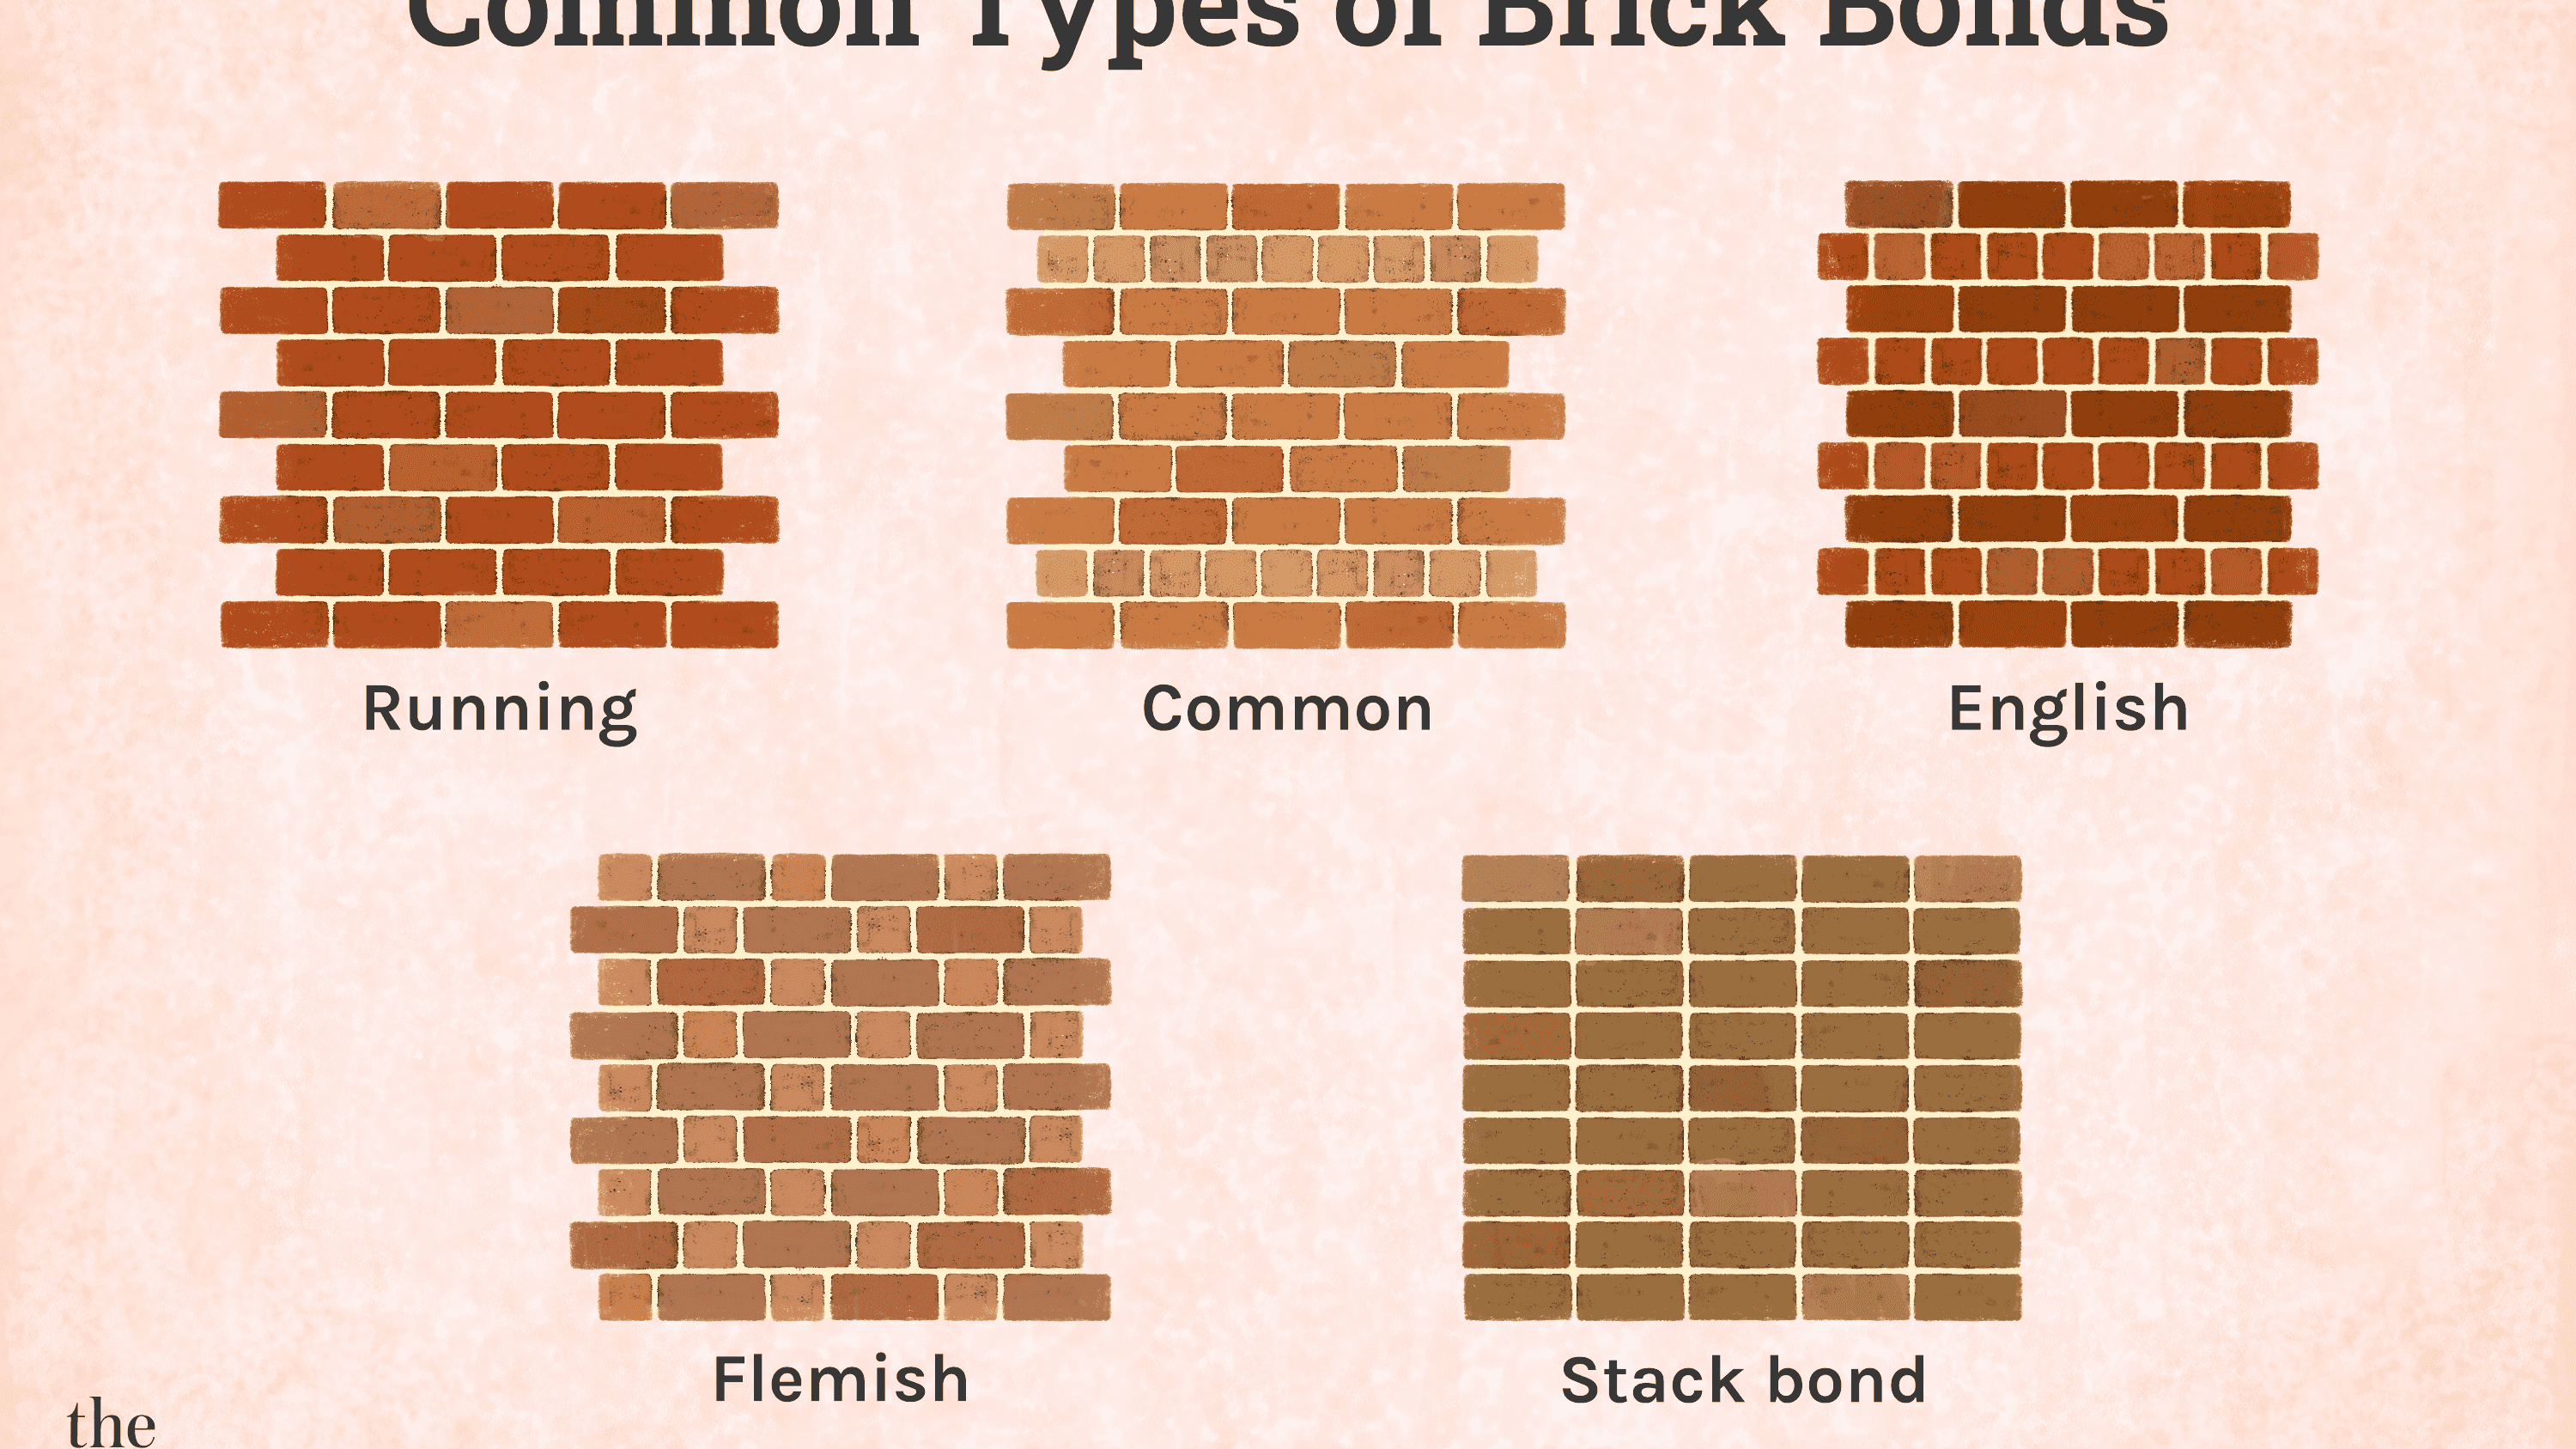 Common Types of Brick Bonds
Running
Common
English
Flemish
Stack bond
the